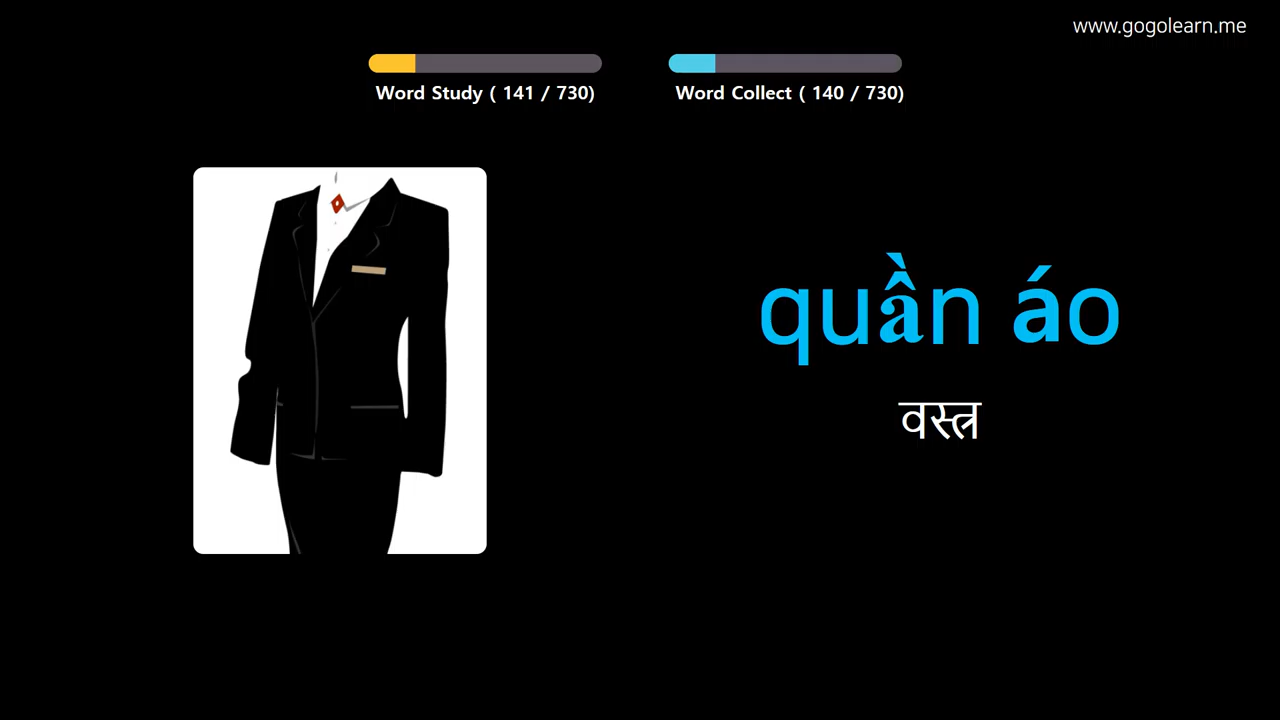 www.gogolearn.me
Word Study ( 141 / 730)
Word Collect ( 140 / 730)
quần áo
वस्त्र